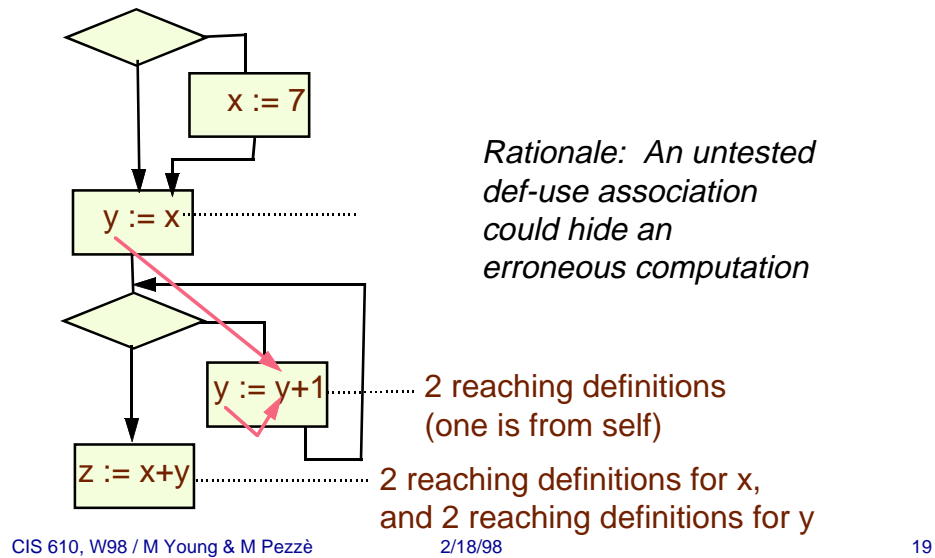 x := 7
Rationale: An untested
def-use association
could hide an
erroneous computation
y := x
y := y+1
2 reaching definitions
(one is from self)
z := x+y
2 reaching definitions for x,
and 2 reaching definitions for y
CIS 610, W98 / M Young & M Pezzè 2/18/98 19